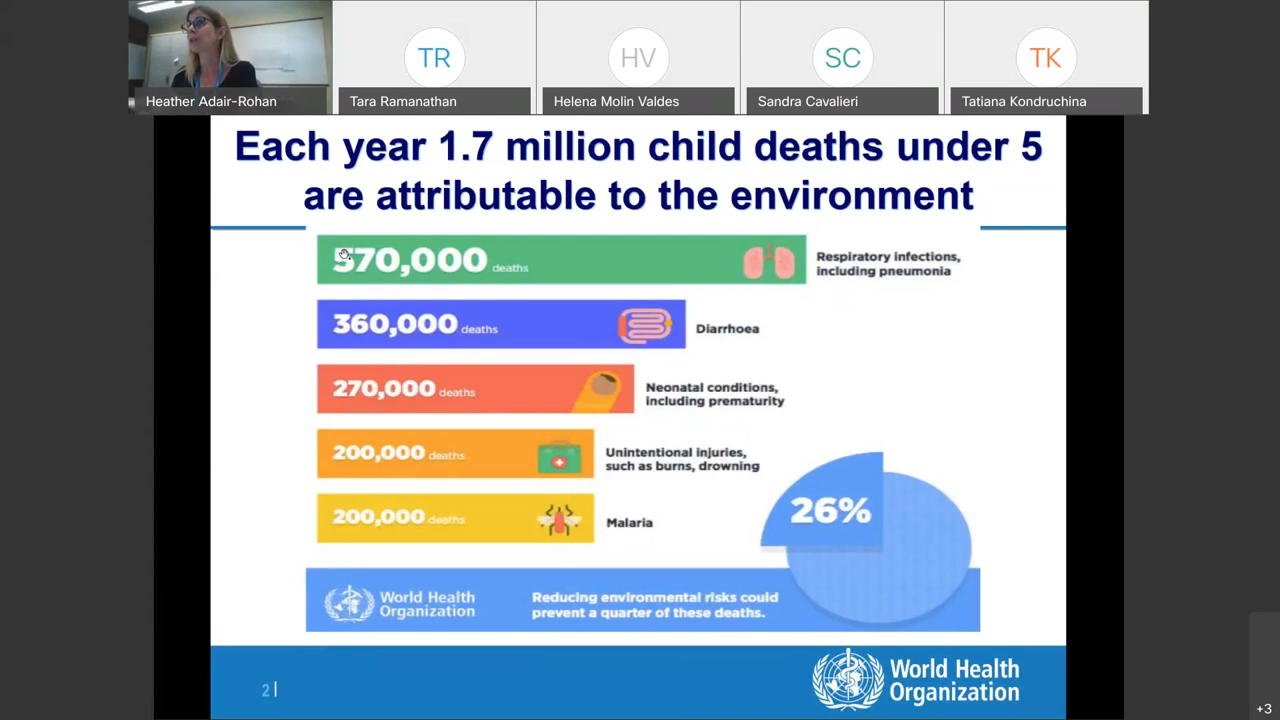 TR
HV
SC
TK
Heather Adair-Rohan
Tara Ramanathan
Helena Molin Valdes
Sandra Cavalieri
Tatiana Kondruchina
Each year 1.7 million child deaths under 5
are attributable to the environment
570,000 deaths
Respiratory infections,
including pneumonia
360,000 deaths
Diarrhoea
270,000 deaths
Neonatal conditions,
including prematurity
200,000 deaths
Unintentional injuries,
such as burns, drowning
200,000 deaths
Malaria
26%
World Health
Organization
Reducing environmental risks could
prevent a quarter of these deaths.
2 |
World Health
Organization
+3